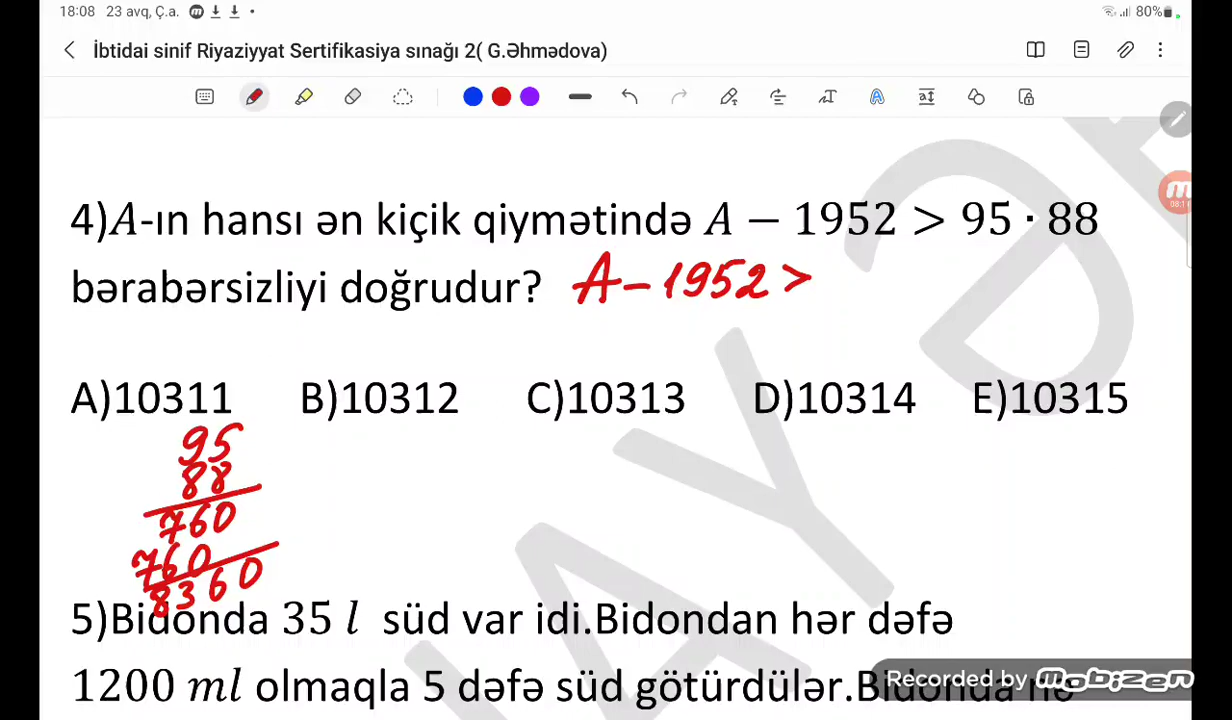 18:08 23 avq, Ç.a.
80%
İbtidai sinif Riyaziyyat Sertifikasiya sınağı 2( G.Əhmədova)
4)A-ın hansı ən kiçik qiymətində A − 1952 > 95 · 88
bərabərsizliyi doğrudur? A - 1952 >
A)10311 B)10312 C)10313 D)10314 E)10315
95
88
760
760
8360
5)Bidonda 35 l süd var idi.Bidondan hər dəfə
1200 ml olmaqla 5 dəfə süd götürdülər.Bidonda nə
Recorded by mobizen